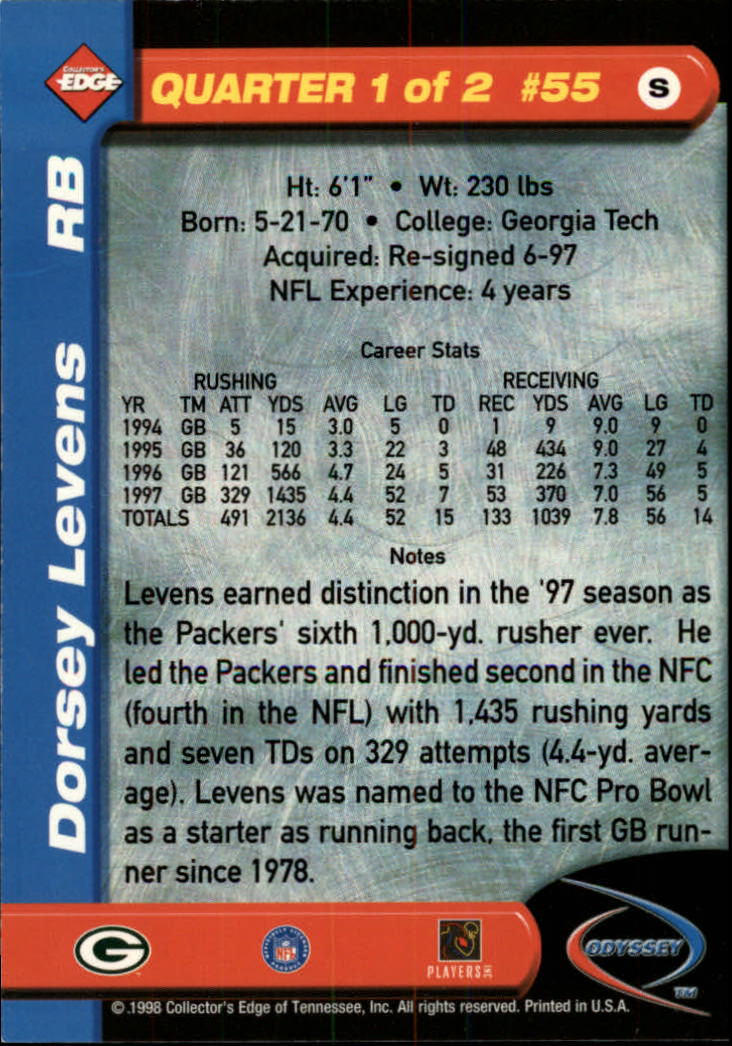 COLLECTOR'S
EDGE
QUARTER 1 of 2 #55 S
Dorsey Levens RB
Ht: 6'1" • Wt: 230 lbs
Born: 5-21-70 • College: Georgia Tech
Acquired: Re-signed 6-97
NFL Experience: 4 years
Career Stats
RUSHING RECEIVING
YR TM ATT YDS AVG LG TD REC YDS AVG LG TD
1994 GB 5 15 3.0 5 0 1 9 9.0 9 0
1995 GB 36 120 3.3 22 3 48 434 9.0 27 4
1996 GB 121 566 4.7 24 5 31 226 7.3 49 5
1997 GB 329 1435 4.4 52 7 53 370 7.0 56 5
TOTALS 491 2136 4.4 52 15 133 1039 7.8 56 14
Notes
Levens earned distinction in the '97 season as
the Packers' sixth 1,000-yd. rusher ever. He
led the Packers and finished second in the NFC
(fourth in the NFL) with 1,435 rushing yards
and seven TDs on 329 attempts (4.4-yd. aver-
age). Levens was named to the NFC Pro Bowl
as a starter as running back, the first GB run-
ner since 1978.
G
NFL
PLAYERS INC
ODYSSEY
TM
© 1998 Collector's Edge of Tennessee, Inc. All rights reserved. Printed in U.S.A.